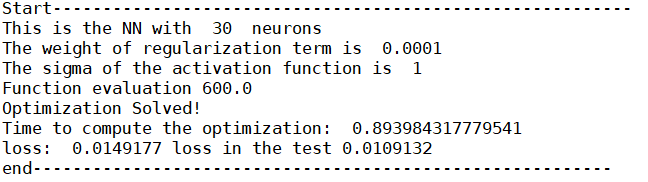 Start----------------------------------------------------------
This is the NN with  30  neurons
The weight of regularization term is  0.0001
The sigma of the activation function is  1
Function evaluation 600.0
Optimization Solved!
Time to compute the optimization:  0.893984317779541
loss:  0.0149177 loss in the test 0.0109132
end----------------------------------------------------------